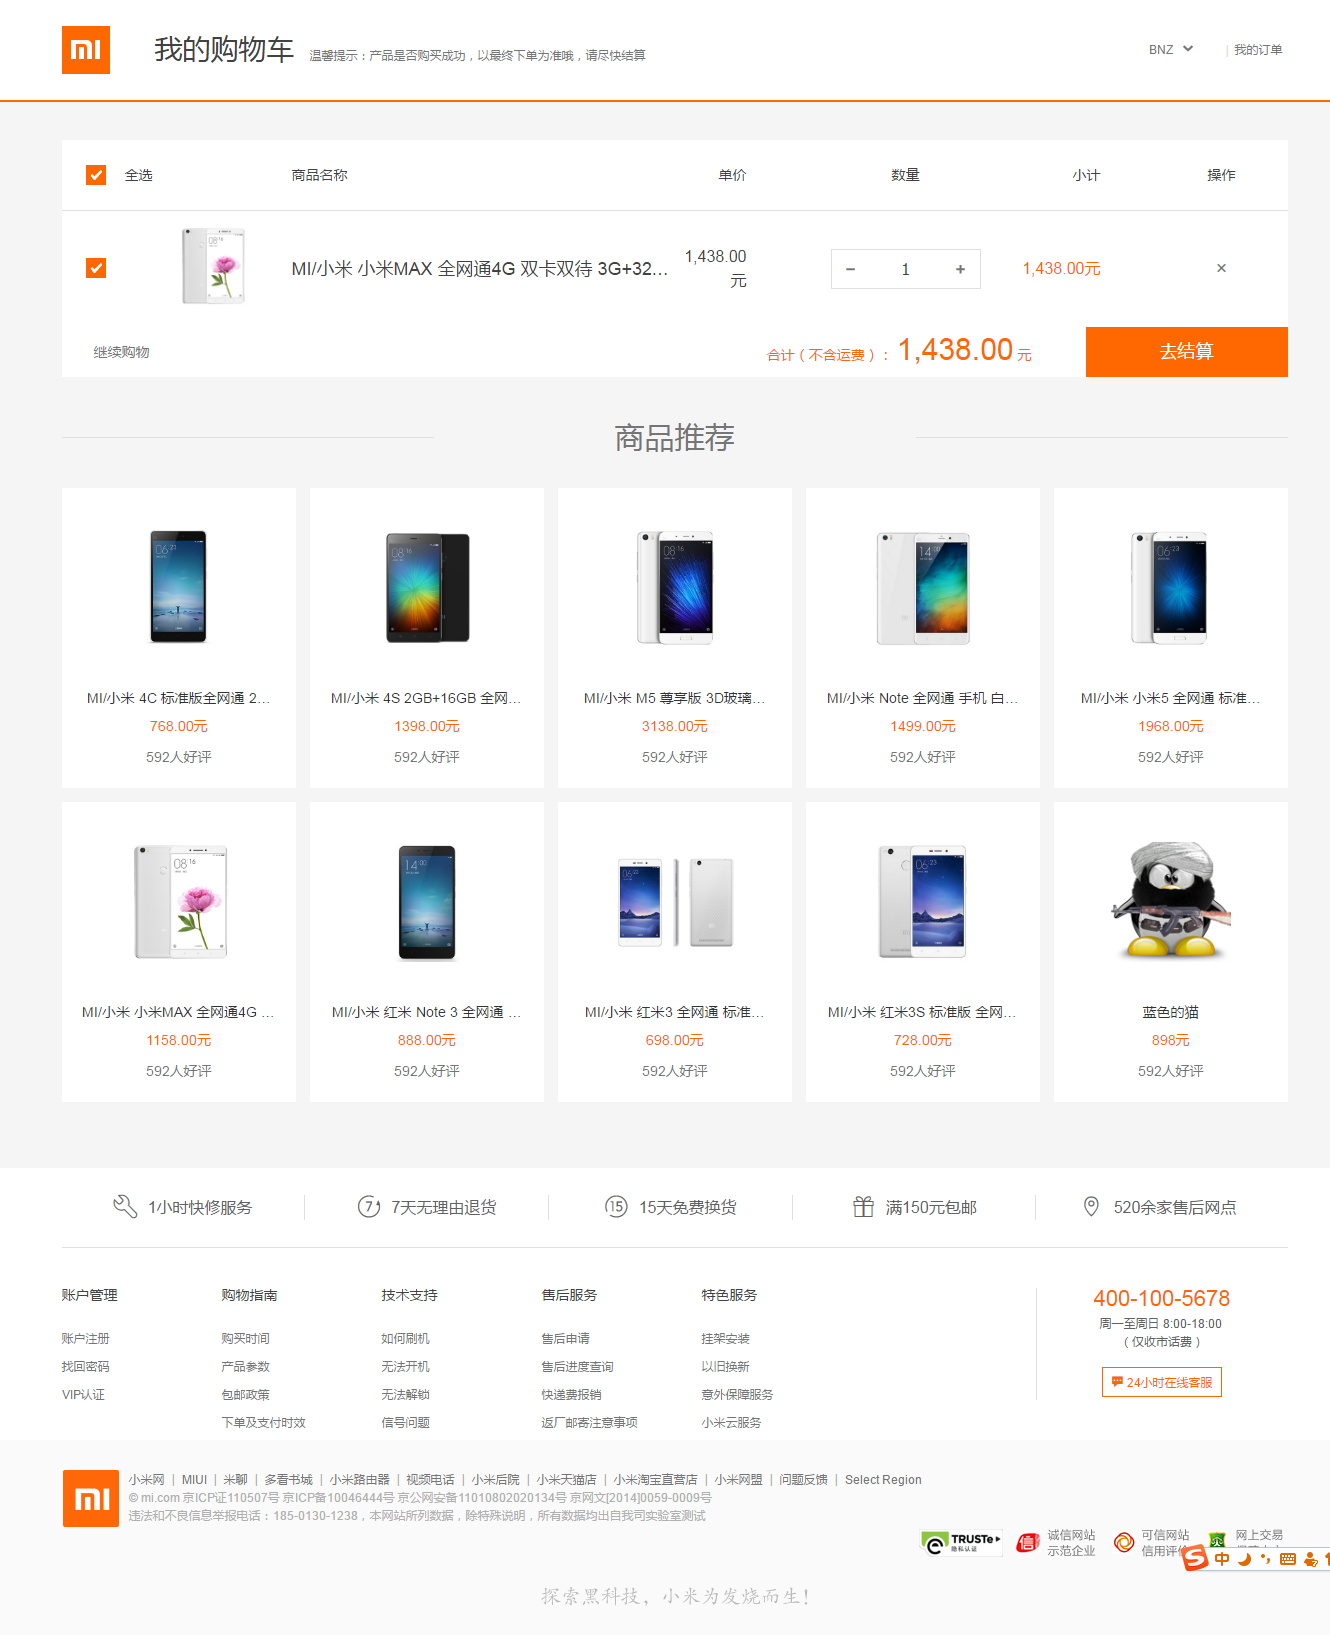 我的购物车 温馨提示：产品是否购买成功，以最终下单为准哦，请尽快结算 BNZ | 我的订单
全选 商品名称 单价 数量 小计 操作
MI/小米 小米MAX 全网通4G 双卡双待 3G+32… 1,438.00 − 1 + 1,438.00元 ×
元
继续购物 合计（不含运费）： 1,438.00 元 去结算
商品推荐
MI/小米 4C 标准版全网通 2… MI/小米 4S 2GB+16GB 全网… MI/小米 M5 尊享版 3D玻璃… MI/小米 Note 全网通 手机 白… MI/小米 小米5 全网通 标准…
768.00元 1398.00元 3138.00元 1499.00元 1968.00元
592人好评 592人好评 592人好评 592人好评 592人好评
MI/小米 小米MAX 全网通4G … MI/小米 红米 Note 3 全网通 … MI/小米 红米3 全网通 标准… MI/小米 红米3S 标准版 全网… 蓝色的猫
1158.00元 888.00元 698.00元 728.00元 898元
592人好评 592人好评 592人好评 592人好评 592人好评
1小时快修服务 7 7天无理由退货 15 15天免费换货 满150元包邮 520余家售后网点
账户管理 购物指南 技术支持 售后服务 特色服务 400-100-5678
周一至周日 8:00-18:00
账户注册 购买时间 如何刷机 售后申请 挂架安装 （仅收市话费）
找回密码 产品参数 无法开机 售后进度查询 以旧换新
VIP认证 包邮政策 无法解锁 快递费报销 意外保障服务 24小时在线客服
下单及支付时效 信号问题 返厂邮寄注意事项 小米云服务
小米网 | MIUI | 米聊 | 多看书城 | 小米路由器 | 视频电话 | 小米后院 | 小米天猫店 | 小米淘宝直营店 | 小米网盟 | 问题反馈 | Select Region
© mi.com 京ICP证110507号 京ICP备10046444号 京公网安备11010802020134号 京网文[2014]0059-0009号
违法和不良信息举报电话：185-0130-1238，本网站所列数据，除特殊说明，所有数据均出自我司实验室测试
TRUSTe 隐私认证 诚信网站 可信网站 网上交易
示范企业 信用评价
中
探索黑科技，小米为发烧而生！